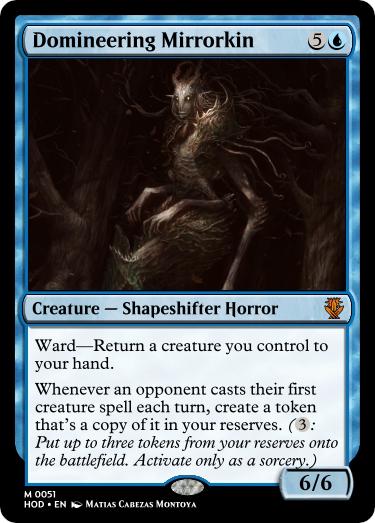 Domineering Mirrorkin 5
Creature — Shapeshifter Horror
Ward—Return a creature you control to
your hand.
Whenever an opponent casts their first
creature spell each turn, create a token
that's a copy of it in your reserves. (3:
Put up to three tokens from your reserves onto
the battlefield. Activate only as a sorcery.)
6/6
M 0051
HOD • EN Matias Cabezas Montoya